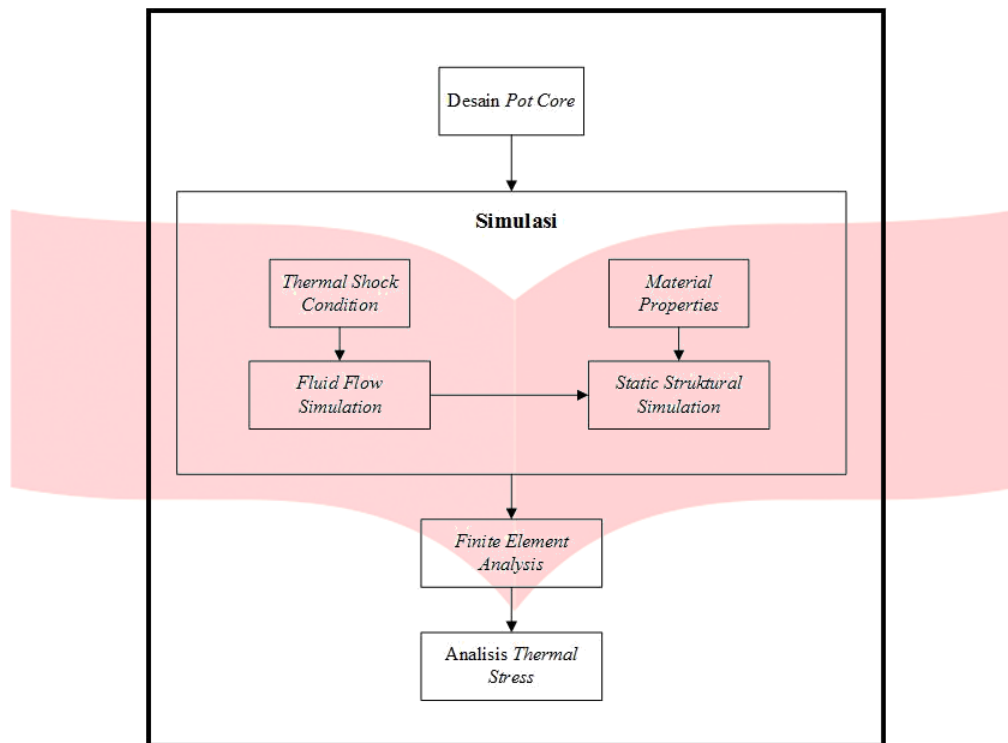 Desain Pot Core
Simulasi
Thermal Shock
Condition
Material
Properties
Fluid Flow
Simulation
Static Struktural
Simulation
Finite Element
Analysis
Analisis Thermal
Stress